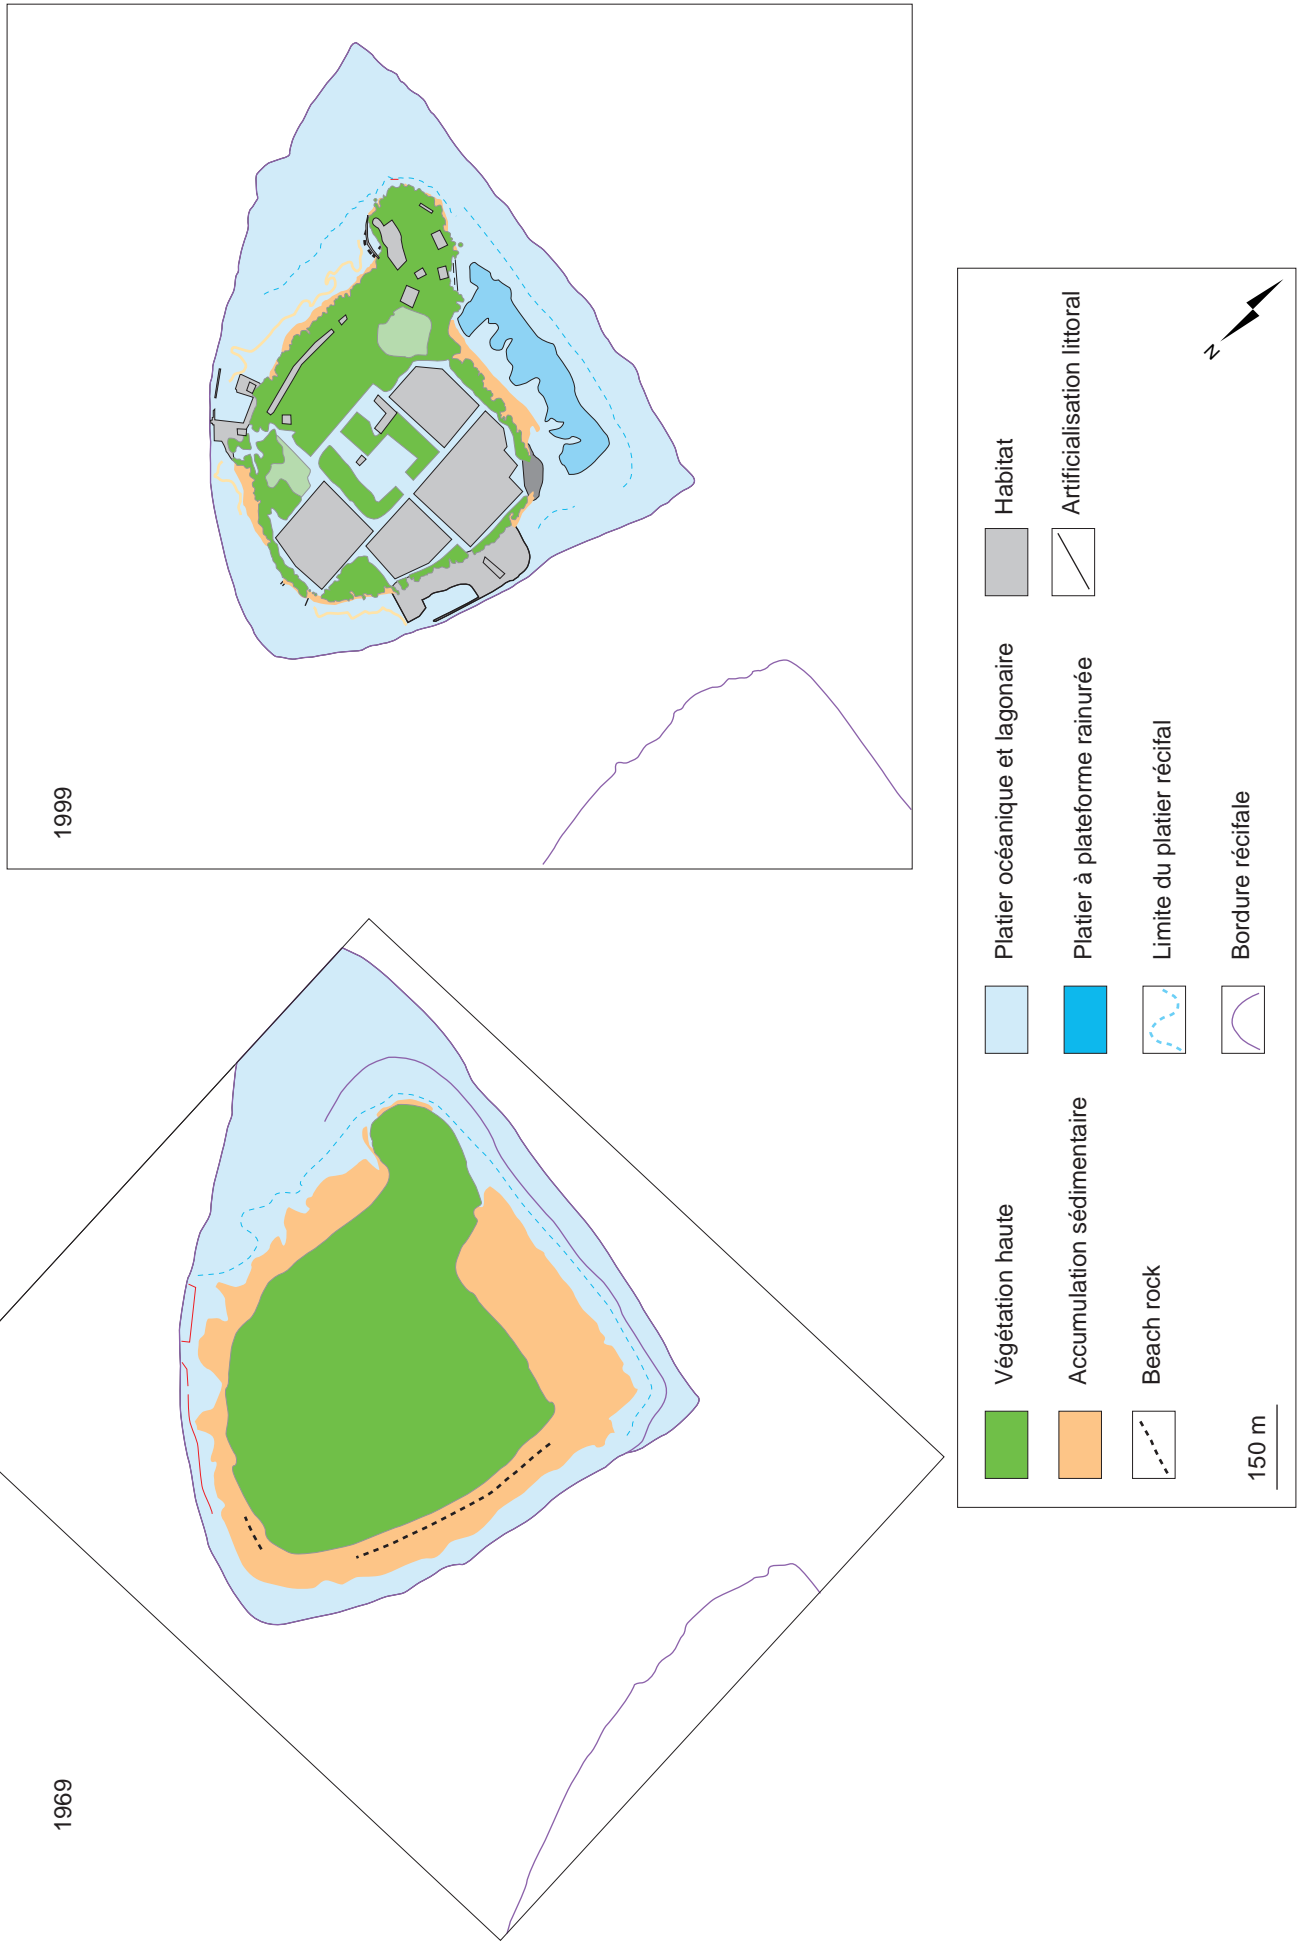 1969
1999
Végétation haute
Accumulation sédimentaire
Beach rock
150 m
Platier océanique et lagonaire
Platier à plateforme rainurée
Limite du platier récifal
Bordure récifale
Habitat
Artificialisation littoral
N